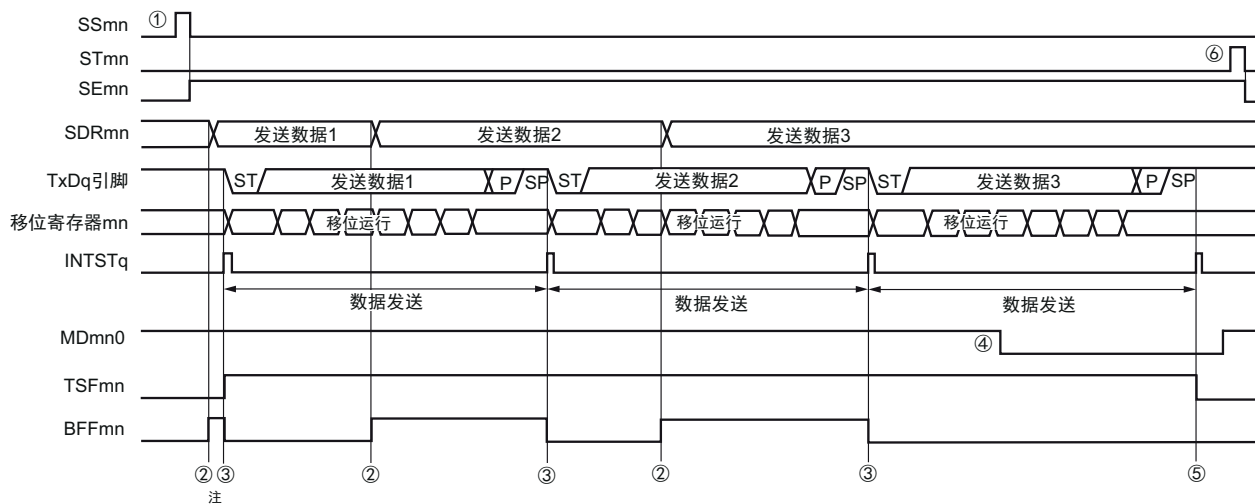 ① SSmn
STmn ⑥
SEmn
SDRmn 发送数据1 发送数据2 发送数据3
TxDq引脚 ST 发送数据1 P SP ST 发送数据2 P SP ST 发送数据3 P SP
移位寄存器mn 移位运行 移位运行 移位运行
INTSTq
数据发送 数据发送 数据发送
MDmn0 ④
TSFmn
BFFmn
② ③ ② ③ ② ③ ⑤
注